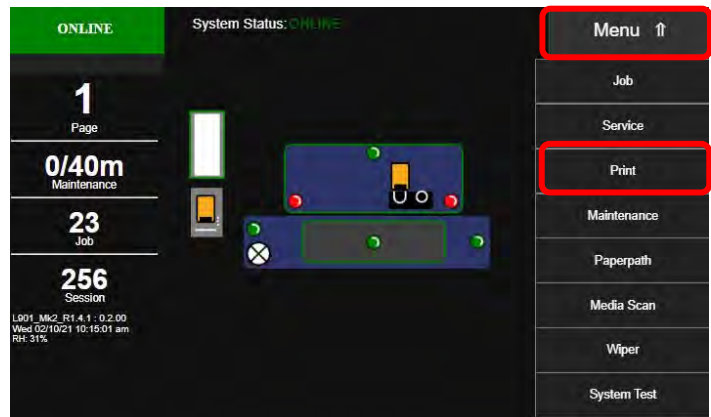 ONLINE
System Status: ONLINE
Menu ⇑
1
Page
0/40m
Maintenance
23
Job
256
Session
L901_Mk2_R1.4.1 : 0.2.00
Wed 02/10/21 10:15:01 am
RH: 31%
Job
Service
Print
Maintenance
Paperpath
Media Scan
Wiper
System Test